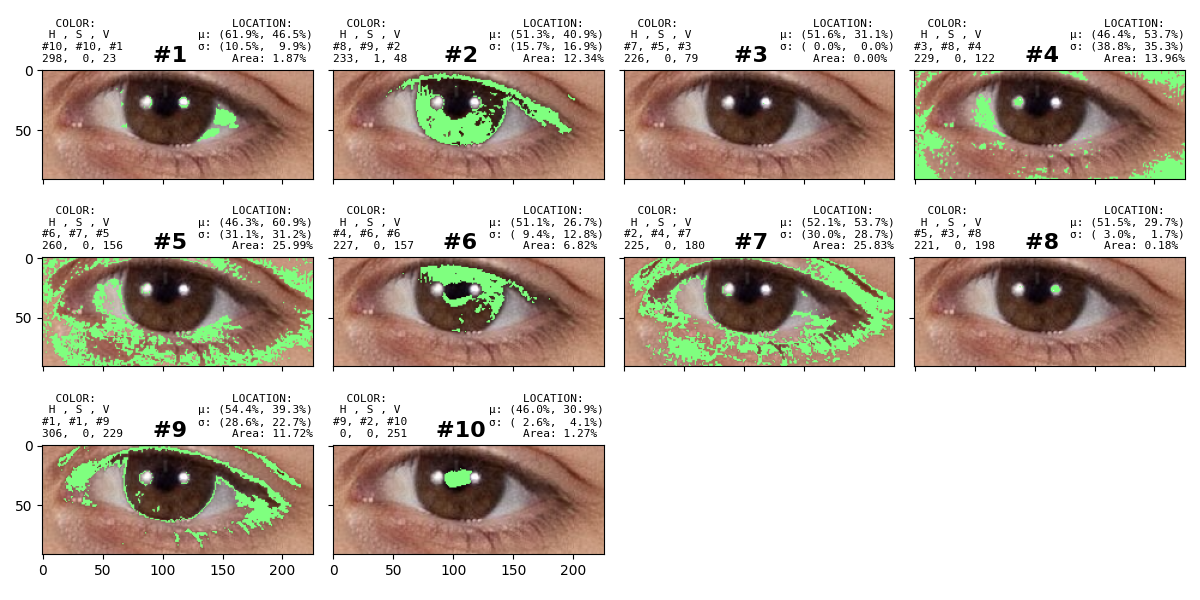 COLOR: LOCATION:
H , S , V μ: (61.9%, 46.5%)
#10, #10, #1 σ: (10.5%, 9.9%)
298, 0, 23 #1 Area: 1.87%
COLOR: LOCATION:
H , S , V μ: (51.3%, 40.9%)
#8, #9, #2 σ: (15.7%, 16.9%)
233, 1, 48 #2 Area: 12.34%
COLOR: LOCATION:
H , S , V μ: (51.6%, 31.1%)
#7, #5, #3 σ: ( 0.0%, 0.0%)
226, 0, 79 #3 Area: 0.00%
COLOR: LOCATION:
H , S , V μ: (46.4%, 53.7%)
#3, #8, #4 σ: (38.8%, 35.3%)
229, 0, 122 #4 Area: 13.96%
0
50
COLOR: LOCATION:
H , S , V μ: (46.3%, 60.9%)
#6, #7, #5 σ: (31.1%, 31.2%)
260, 0, 156 #5 Area: 25.99%
COLOR: LOCATION:
H , S , V μ: (51.1%, 26.7%)
#4, #6, #6 σ: ( 9.4%, 12.8%)
227, 0, 157 #6 Area: 6.82%
COLOR: LOCATION:
H , S , V μ: (52.1%, 53.7%)
#2, #4, #7 σ: (30.0%, 28.7%)
225, 0, 180 #7 Area: 25.83%
COLOR: LOCATION:
H , S , V μ: (51.5%, 29.7%)
#5, #3, #8 σ: ( 3.0%, 1.7%)
221, 0, 198 #8 Area: 0.18%
0
50
COLOR: LOCATION:
H , S , V μ: (54.4%, 39.3%)
#1, #1, #9 σ: (28.6%, 22.7%)
306, 0, 229 #9 Area: 11.72%
COLOR: LOCATION:
H , S , V μ: (46.0%, 30.9%)
#9, #2, #10 σ: ( 2.6%, 4.1%)
0, 0, 251 #10 Area: 1.27%
0
50
0 50 100 150 200
0 50 100 150 200